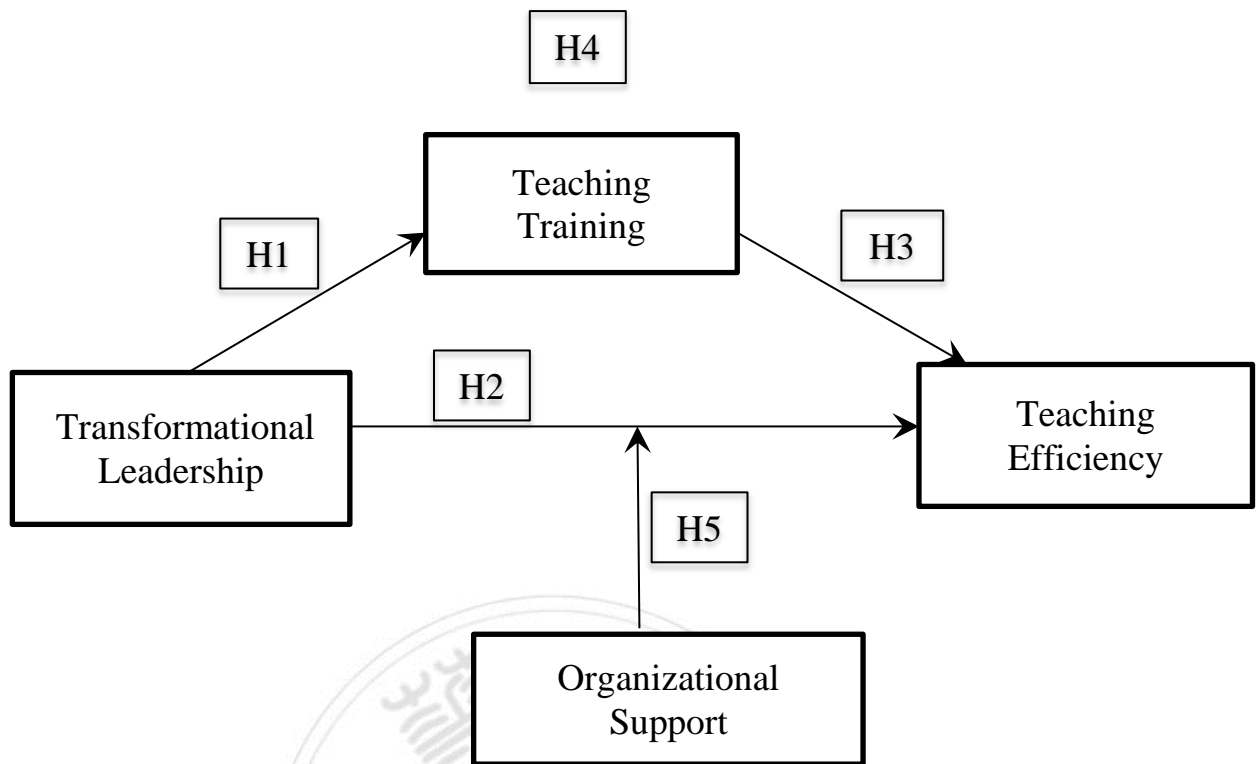 H4
Teaching
Training
H1
H3
H2
Transformational
Leadership
Teaching
Efficiency
H5
Organizational
Support